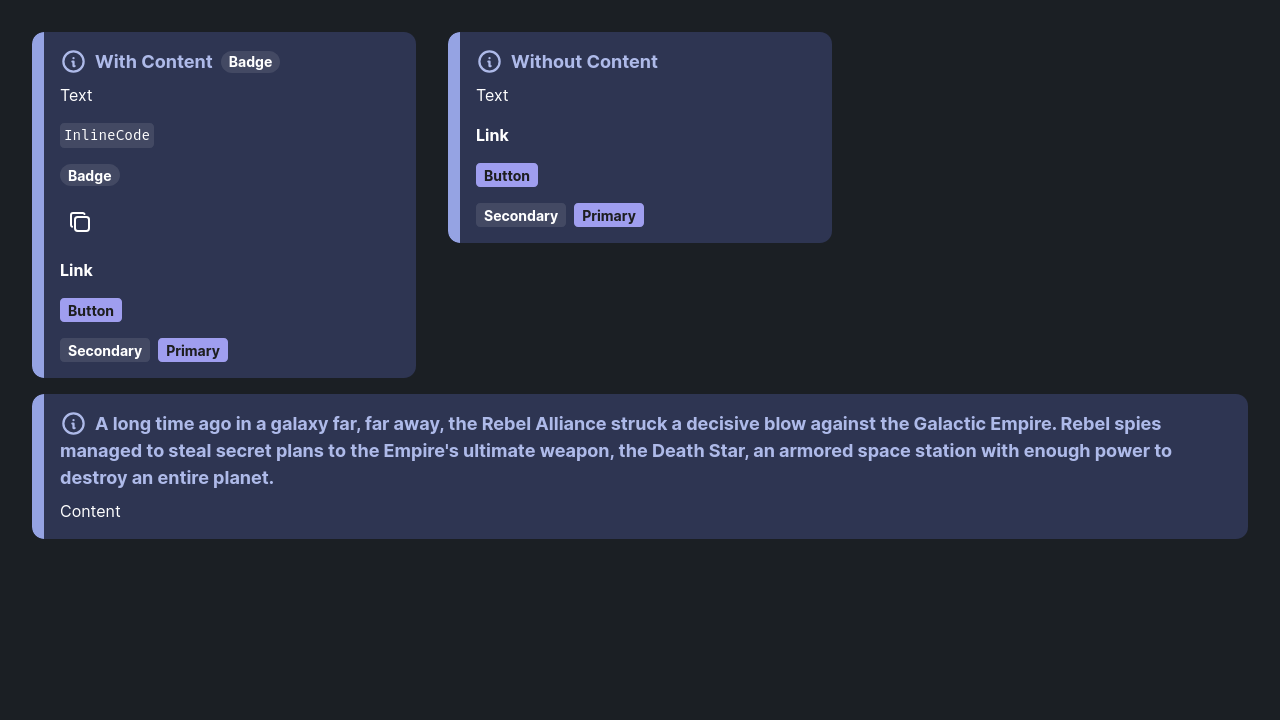 With Content Badge
Text
InlineCode
Badge
Link
Button
Secondary Primary
Without Content
Text
Link
Button
Secondary Primary
A long time ago in a galaxy far, far away, the Rebel Alliance struck a decisive blow against the Galactic Empire. Rebel spies
managed to steal secret plans to the Empire's ultimate weapon, the Death Star, an armored space station with enough power to
destroy an entire planet.
Content